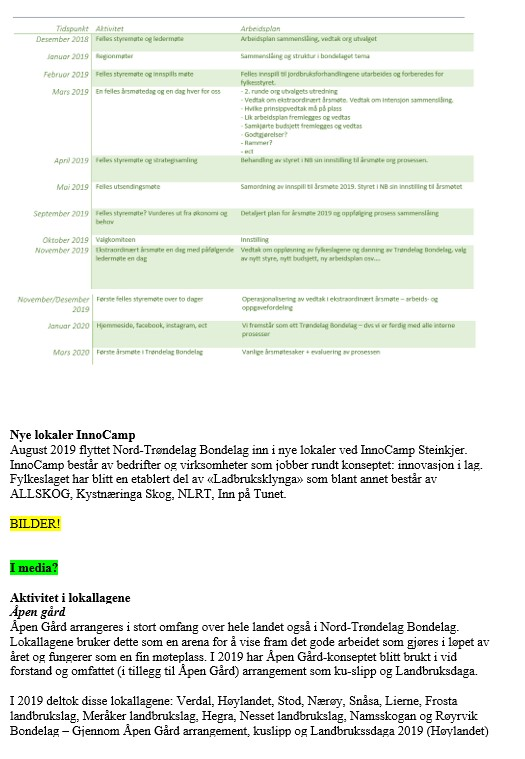 Tidspunkt Aktivitet Arbeidsplan
Desember 2018 Felles styremøte og ledermøte Arbeidsplan sammenslåing, vedtak org utvalget
Januar 2019 Regionmøter Sammenslåing og struktur i bondelaget tema
Februar 2019 Felles styremøte og innspills møte Felles innspill til jordbruksforhandlingene utarbeides og forberedes for
fylkesstyret.
Mars 2019 En felles årsmøtedag og en dag hver for oss - 2. runde org utvalgets utredning
- Vedtak om ekstraordinært årsmøte. Vedtak om intensjon sammenslåing.
- Hvilke prinsippvedtak må på plass
- Lik arbeidsplan fremlegges og vedtas
- Samkjørte budsjett fremlegges og vedtas
- Godtgjørelser?
- Rammer?
- ect
April 2019 Felles styremøte og strategisamling Behandling av styret i NB sin innstilling til årsmøte org prosessen.
Mai 2019 Felles utsendingsmøte Samordning av innspill til årsmøte 2019. Styret i NB sin innstilling til årsmøtet
September 2019 Felles styremøte? Vurderes ut fra økonomi og Detaljert plan for årsmøte 2019 og oppfølging prosess sammenslåing
behov
Oktober 2019 Valgkomiteen Innstilling
November 2019 Ekstraordinært årsmøte en dag med påfølgende Vedtak om oppløsning av fylkeslagene og danning av Trøndelag Bondelag, valg
ledermøte en dag av nytt styre, nytt budsjett, ny arbeidsplan osv...
November/Desember Første felles styremøte over to dager Operasjonalisering av vedtak i ekstraordinært årsmøte – arbeids- og
2019 oppgavefordeling
Januar 2020 Hjemmeside, facebook, instagram, ect Vi fremstår som ett Trøndelag Bondelag – dvs vi er ferdig med alle interne
prosesser
Mars 2020 Første årsmøte i Trøndelag Bondelag Vanlige årsmøtesaker + evaluering av prosessen
Nye lokaler InnoCamp
August 2019 flyttet Nord-Trøndelag Bondelag inn i nye lokaler ved InnoCamp Steinkjer.
InnoCamp består av bedrifter og virksomheter som jobber rundt konseptet: innovasjon i lag.
Fylkeslaget har blitt en etablert del av «Ladbruksklynga» som blant annet består av
ALLSKOG, Kystnæringa Skog, NLRT, Inn på Tunet.
BILDER!
I media?
Aktivitet i lokallagene
Åpen gård
Åpen Gård arrangeres i stort omfang over hele landet også i Nord-Trøndelag Bondelag.
Lokallagene bruker dette som en arena for å vise fram det gode arbeidet som gjøres i løpet av
året og fungerer som en fin møteplass. I 2019 har Åpen Gård-konseptet blitt brukt i vid
forstand og omfattet (i tillegg til Åpen Gård) arrangement som ku-slipp og Landbruksdaga.
I 2019 deltok disse lokallagene: Verdal, Høylandet, Stod, Nærøy, Snåsa, Lierne, Frosta
landbrukslag, Meråker landbrukslag, Hegra, Nesset landbrukslag, Namsskogan og Røyrvik
Bondelag – Gjennom Åpen Gård arrangement, kuslipp og Landbrukssdaga 2019 (Høylandet)